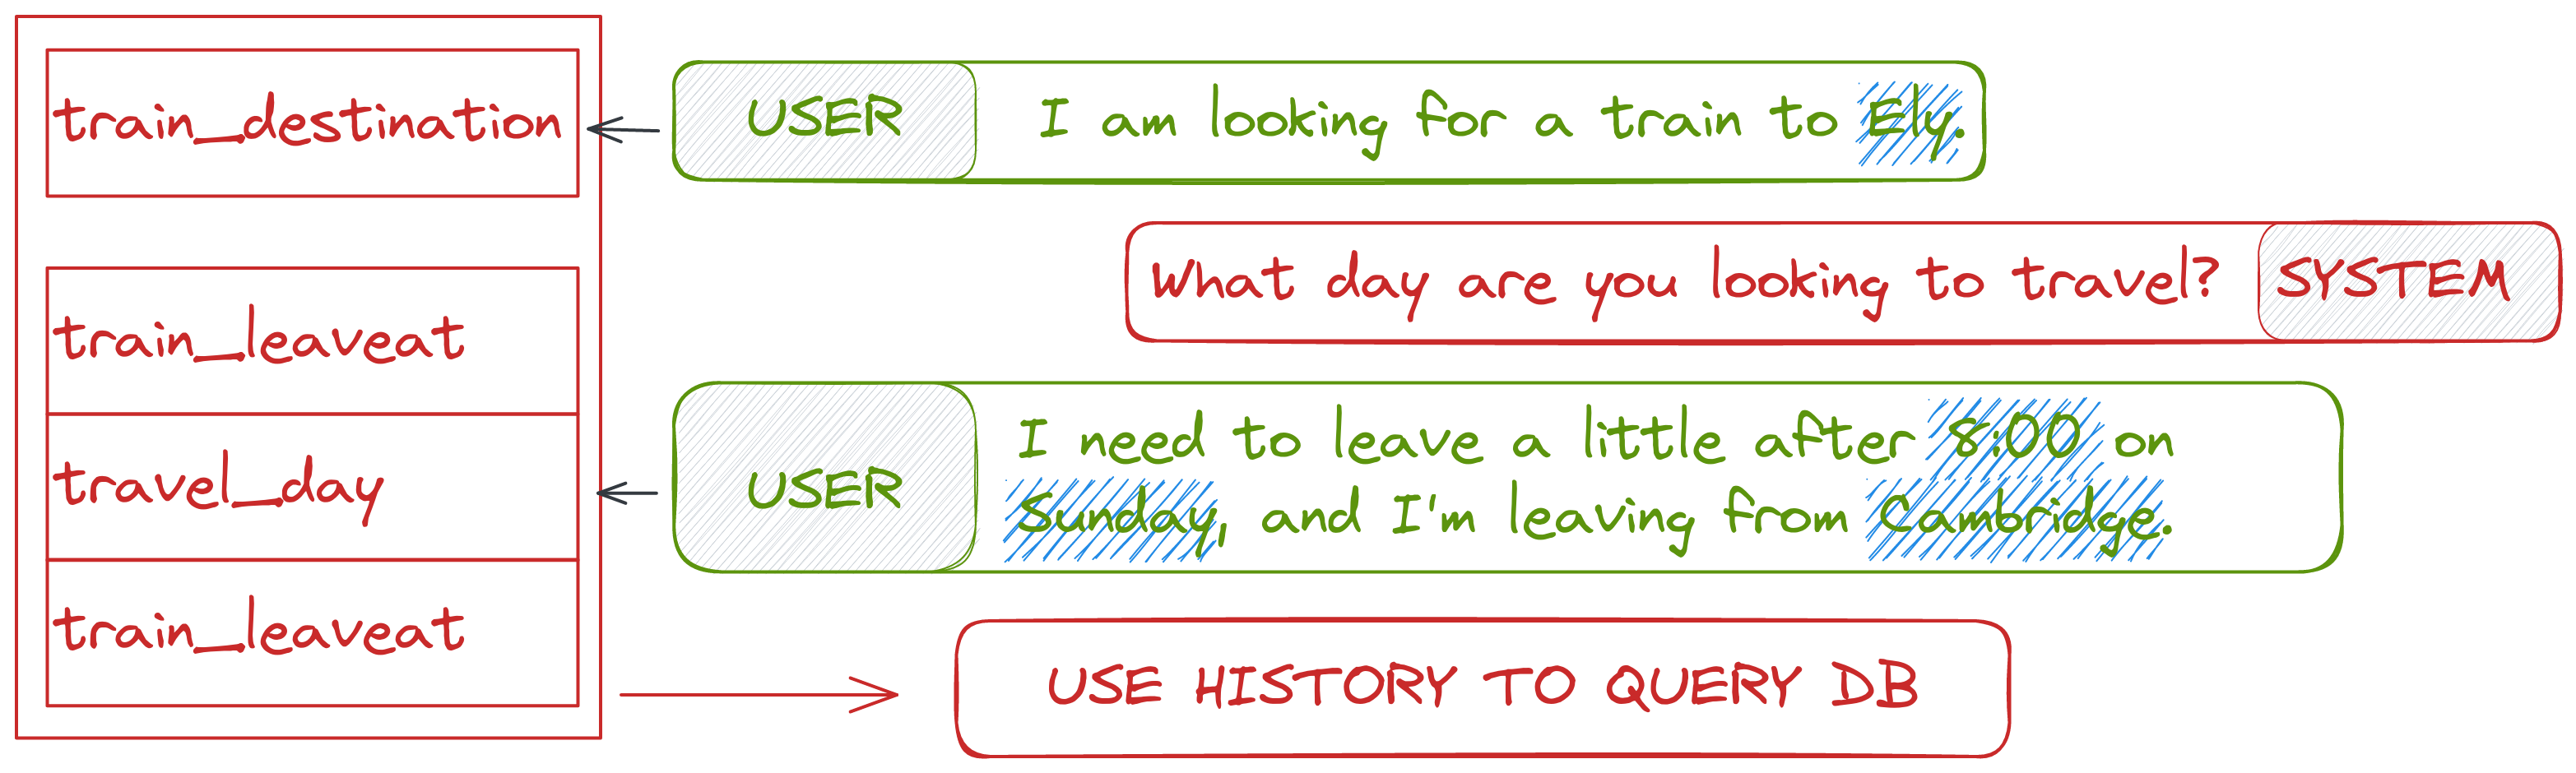 train_destination
USER
I am looking for a train to Ely.
What day are you looking to travel?
SYSTEM
train_leaveat
travel_day
train_leaveat
USER
I need to leave a little after 8:00 on
Sunday, and I'm leaving from Cambridge.
USE HISTORY TO QUERY DB